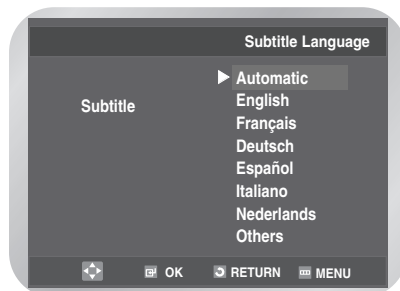 Subtitle Language
Automatic
Subtitle
English
Français
Deutsch
Español
Italiano
Nederlands
Others
OK RETURN MENU